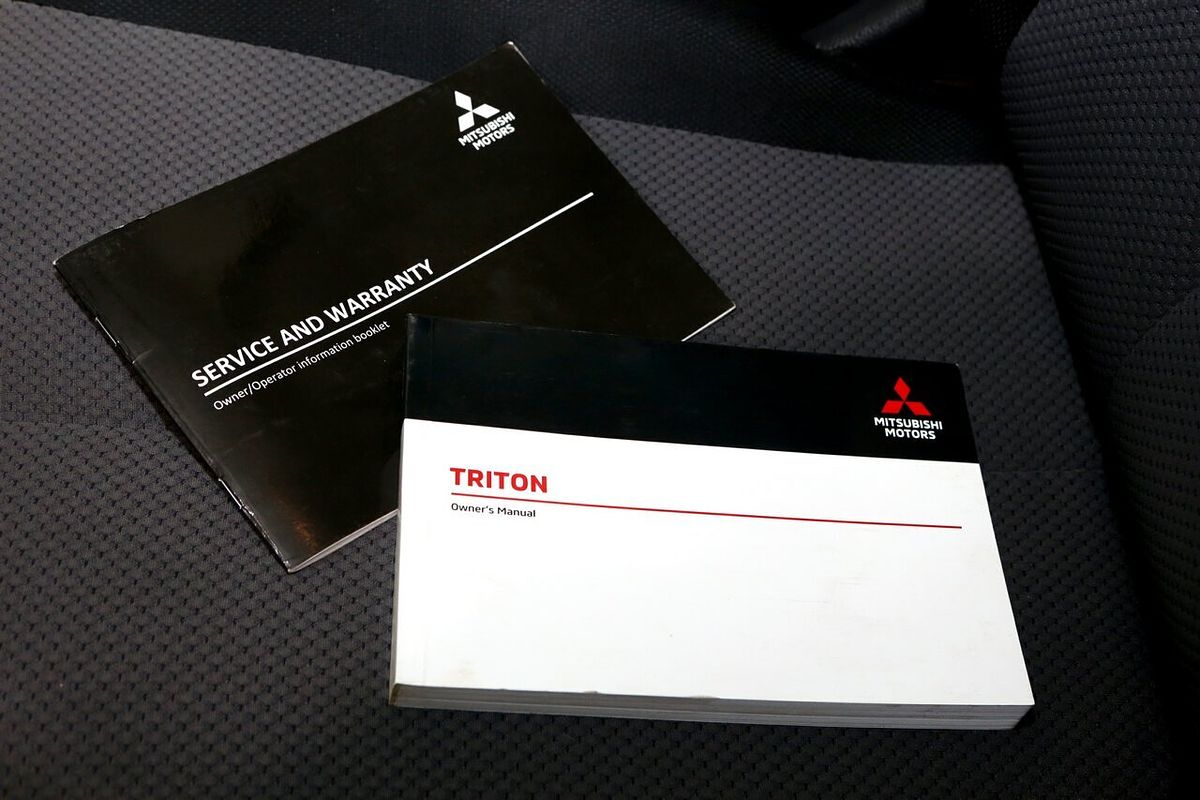 MITSUBISHI
MOTORS
SERVICE AND WARRANTY
Owner/Operator information booklet
MITSUBISHI
MOTORS
TRITON
Owner's Manual